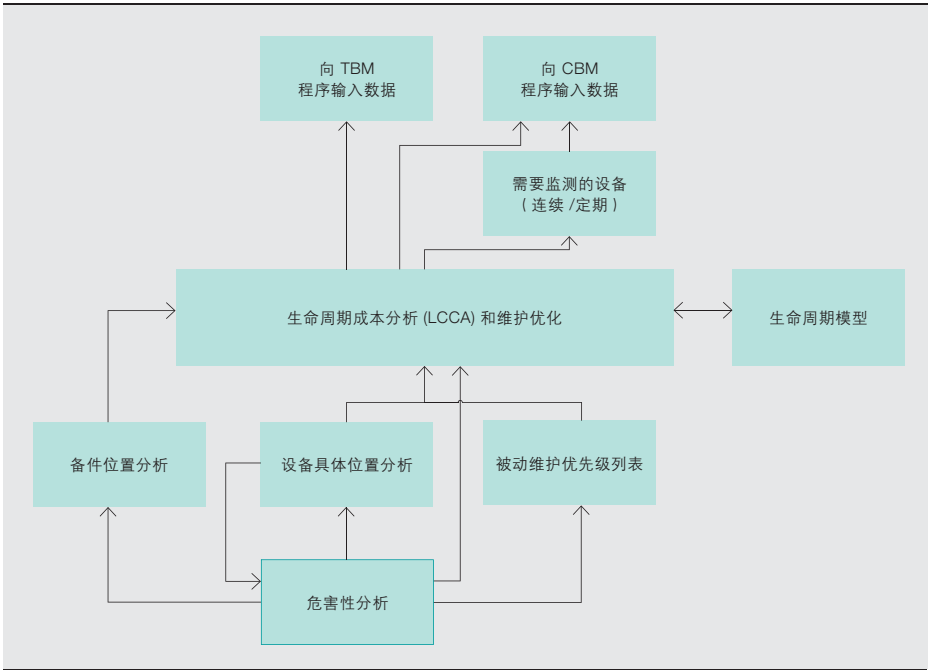 向 TBM
程序输入数据
向 CBM
程序输入数据
需要监测的设备
（连续 /定期）
生命周期成本分析 (LCCA) 和维护优化
生命周期模型
备件位置分析
设备具体位置分析
被动维护优先级列表
危害性分析